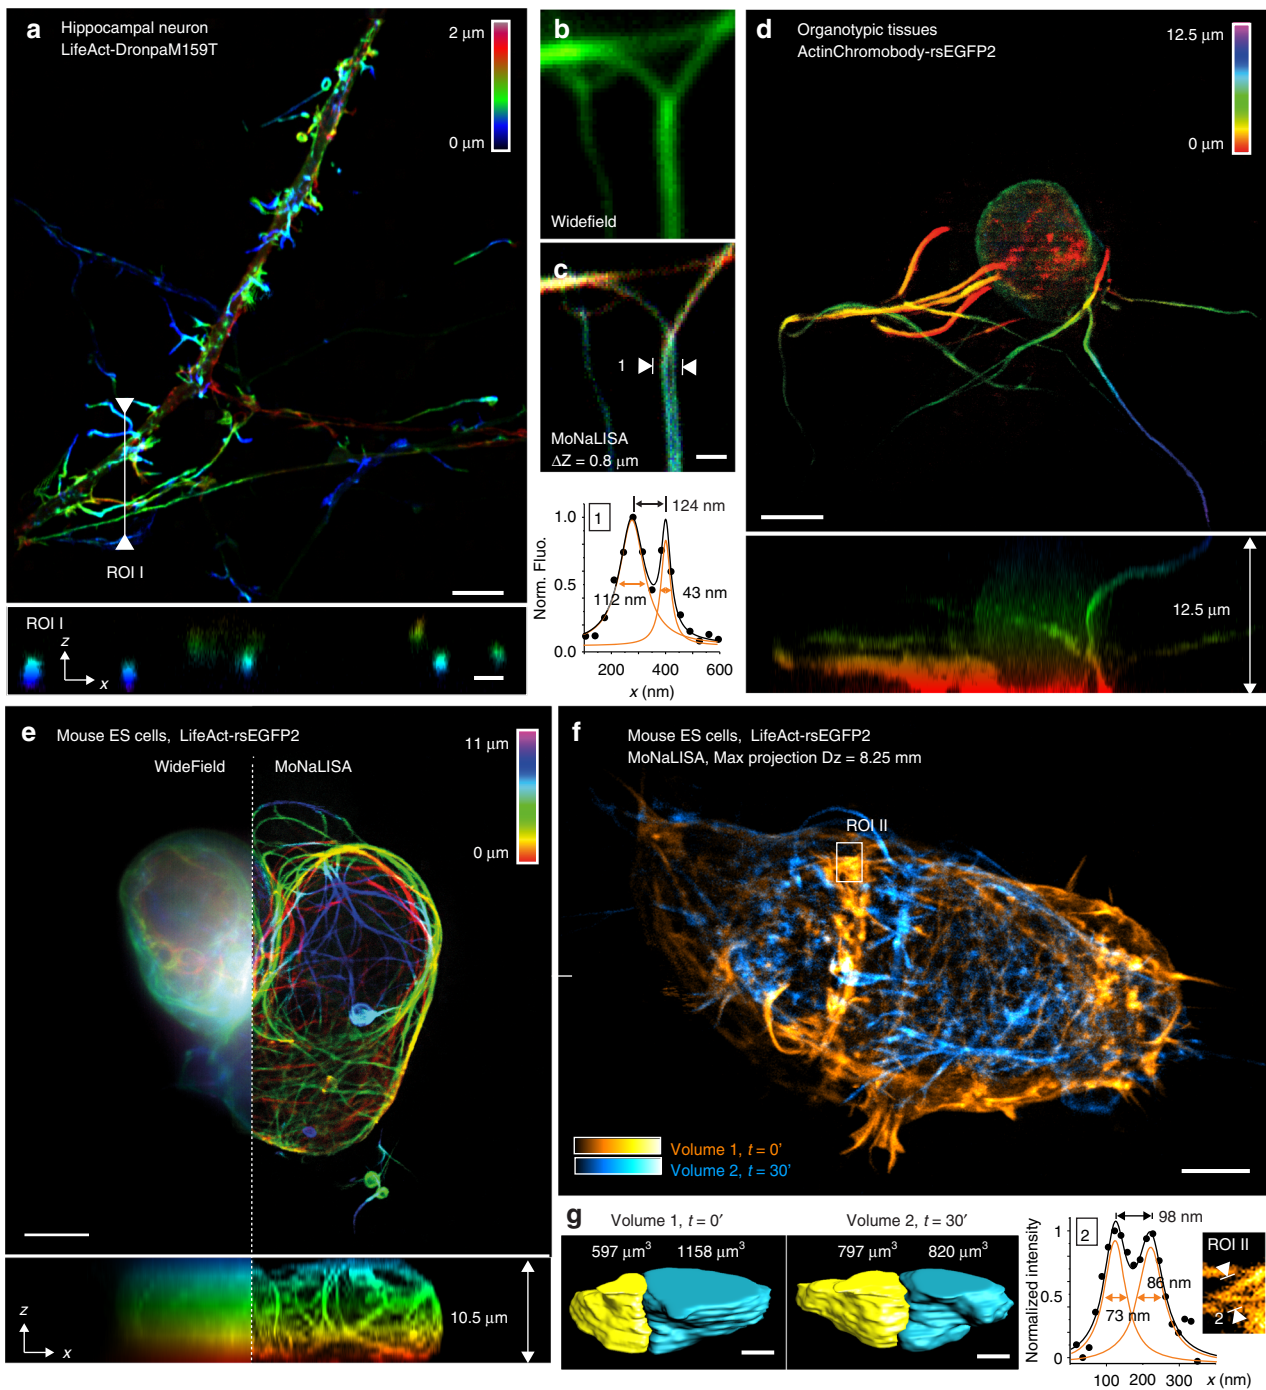 a
Hippocampal neuron
LifeAct-DronpaM159T
2 µm
0 µm
ROI I
ROI I
z
x
b
Widefield
c
1
MoNaLISA
ΔZ = 0.8 µm
1
124 nm
112 nm
43 nm
Norm. Fluo.
1.0
0.5
0.0
200
400
600
x (nm)
d
Organotypic tissues
ActinChromobody-rsEGFP2
12.5 µm
0 µm
12.5 µm
e
Mouse ES cells, LifeAct-rsEGFP2
WideField
MoNaLISA
11 µm
0 µm
z
x
10.5 µm
f
Mouse ES cells, LifeAct-rsEGFP2
MoNaLISA, Max projection Dz = 8.25 mm
ROI II
Volume 1, t = 0'
Volume 2, t = 30'
g
Volume 1, t = 0′
597 µm³
1158 µm³
Volume 2, t = 30′
797 µm³
820 µm³
2
98 nm
86 nm
73 nm
Normalized intensity
1
0.5
0
100
200
x (nm)
ROI II
2